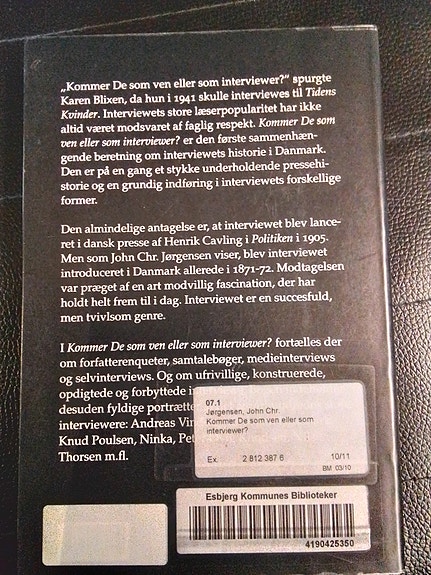 „Kommer De som ven eller som interviewer?“ spurgte
Karen Blixen, da hun i 1941 skulle interviewes til Tidens
Kvinder. Interviewets store læserpopularitet har ikke
altid været modsvaret af faglig respekt. Kommer De som
ven eller som interviewer? er den første sammenhæn-
gende beretning om interviewets historie i Danmark.
Den er på en gang et stykke underholdende pressehi-
storie og en grundig indføring i interviewets forskellige
former.
Den almindelige antagelse er, at interviewet blev lance-
ret i dansk presse af Henrik Cavling i Politiken i 1905.
Men som John Chr. Jørgensen viser, blev interviewet
introduceret i Danmark allerede i 1871-72. Modtagelsen
var præget af en art modvillig fascination, der har
holdt helt frem til i dag. Interviewet er en succesfuld,
men tvivlsom genre.
I Kommer De som ven eller som interviewer? fortælles der
om forfatterenqueter, samtalebøger, medieinterviews
og selvinterviews. Og om ufrivillige, konstruerede,
opdigtede og forbyttede
desuden fyldige
interviewere: Andreas
Knud Poulsen, Ninka,
Thorsen m.fl.
07.1
Jørgensen, John Chr.
Kommer De som ven eller som
interviewer?
Ex. 2 812 387 6 10/11
BM 03/10
Esbjerg Kommunes Biblioteker
4190425350